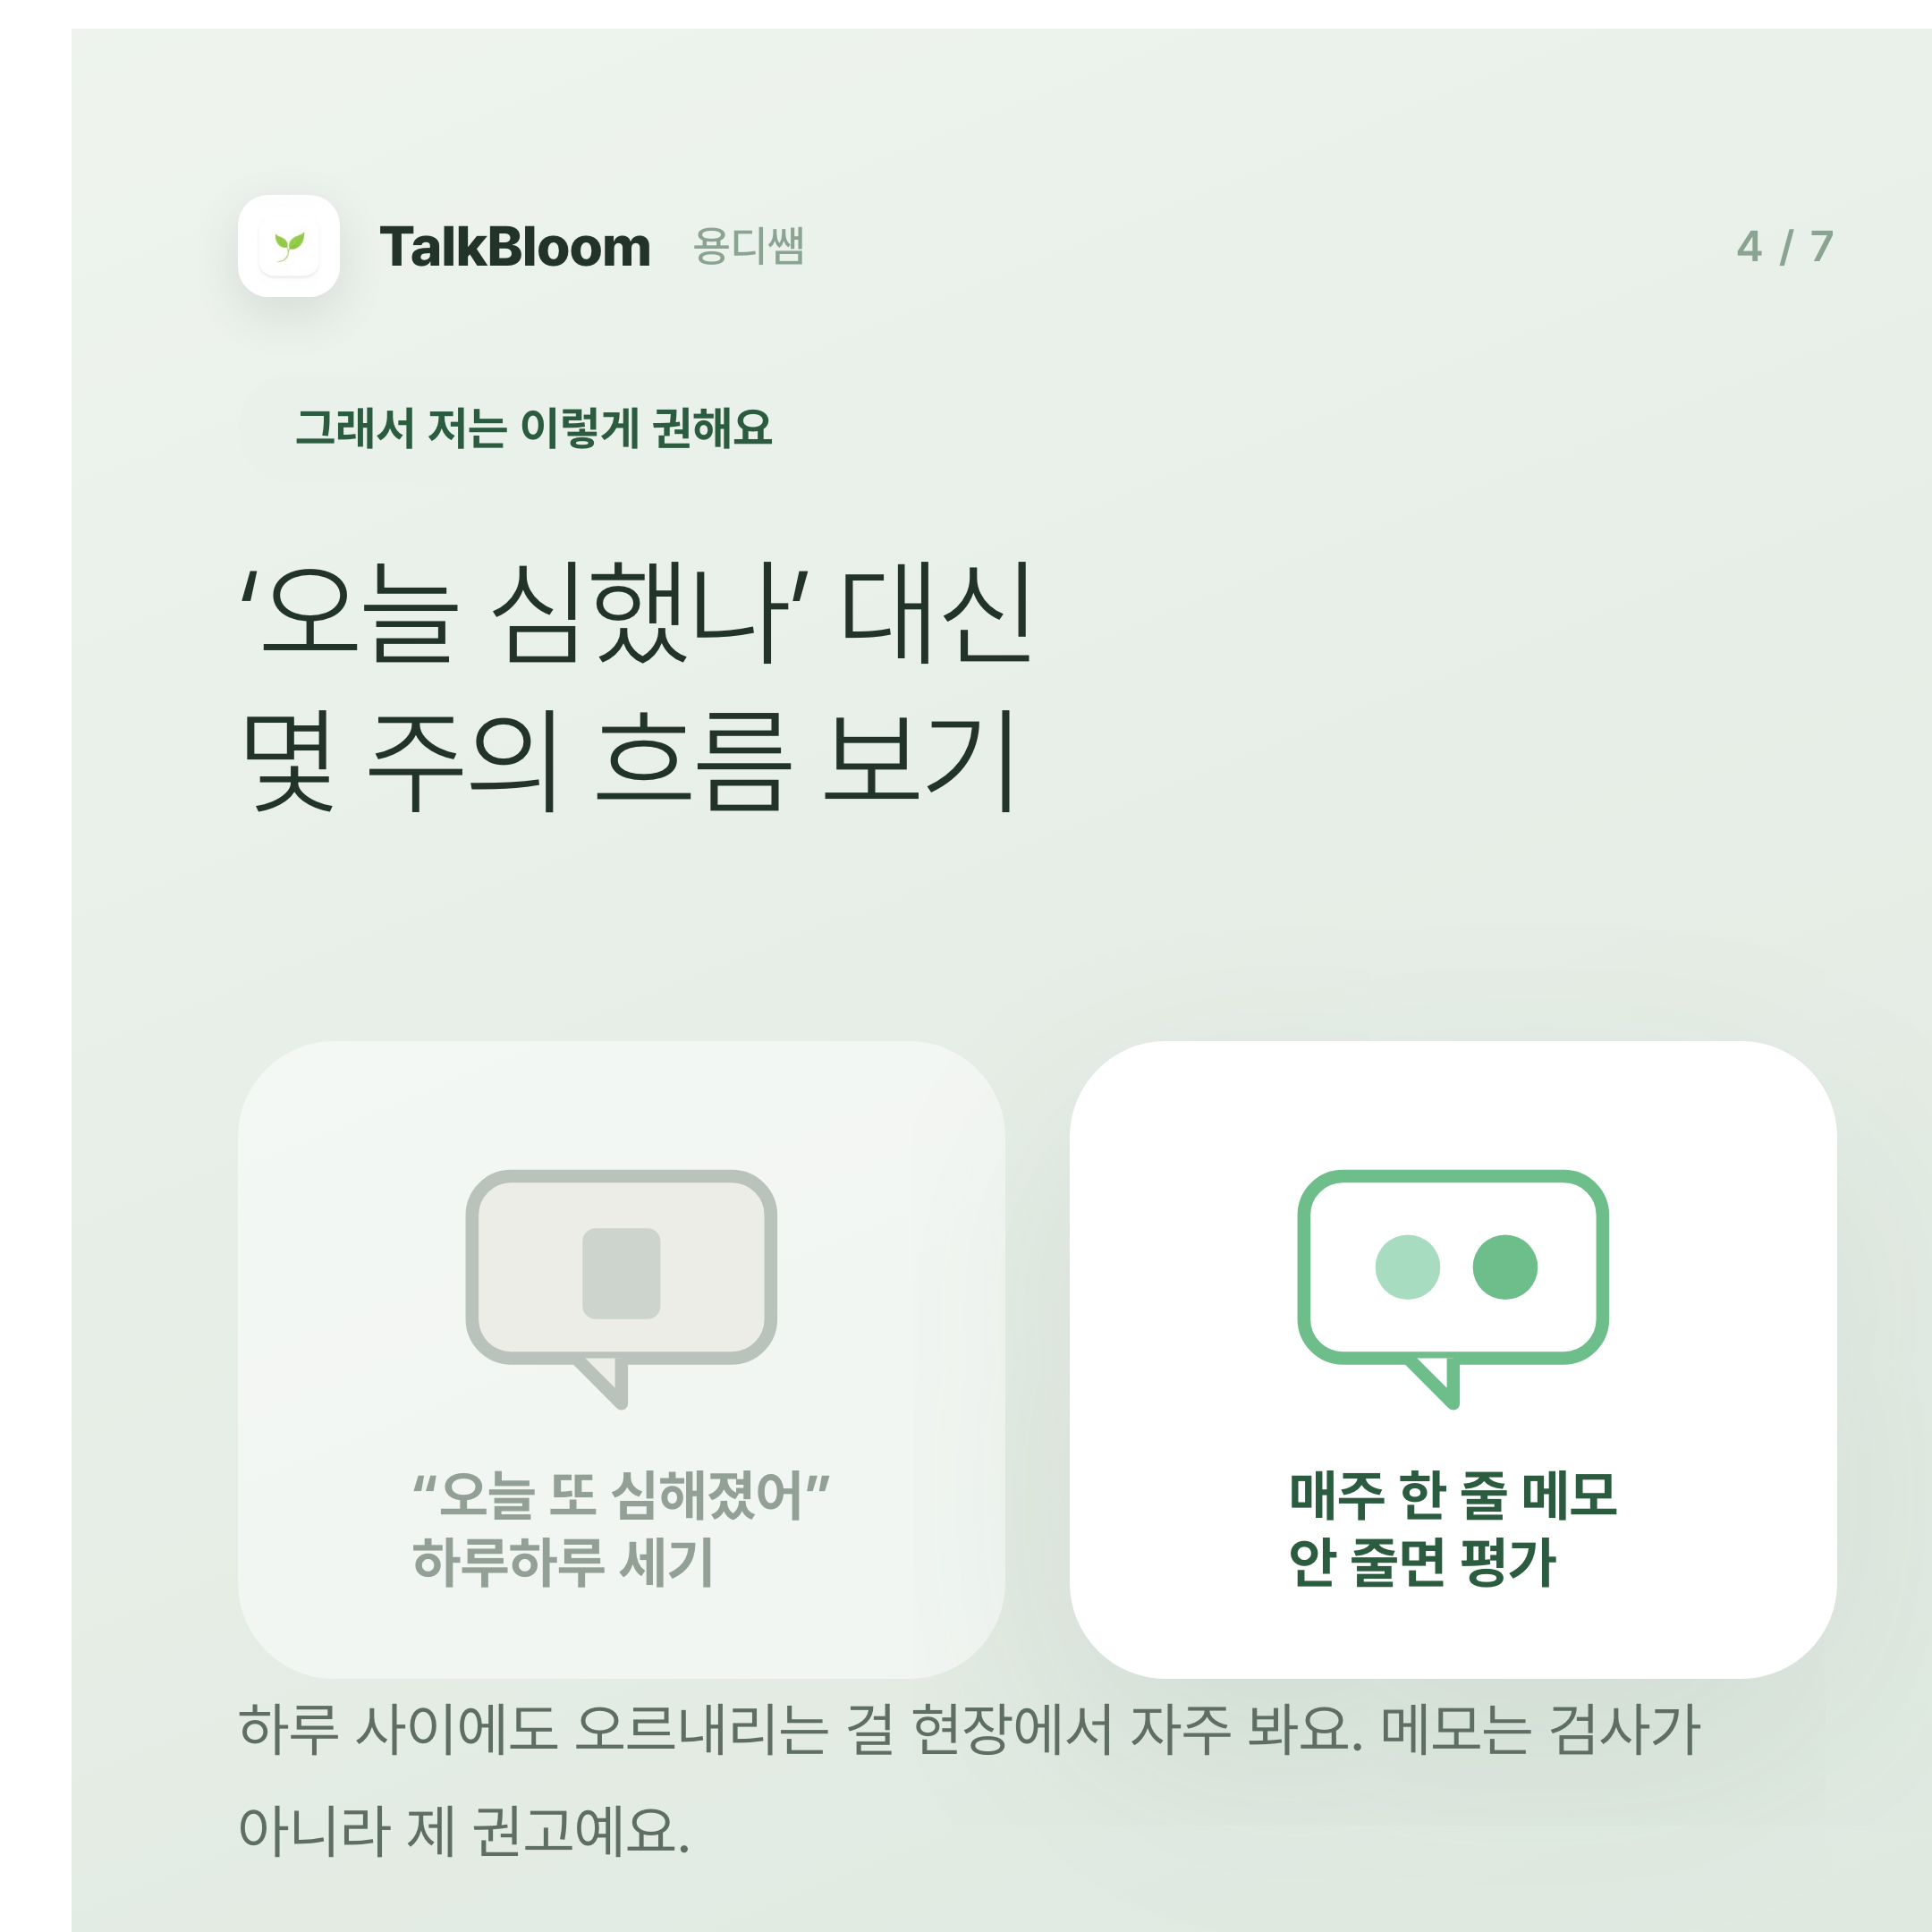 TalkBloom 용디쌤
4 / 7
그래서 저는 이렇게 권해요
‘오늘 심했나’ 대신
몇 주의 흐름 보기
“오늘 또 심해졌어”
하루하루 세기
매주 한 줄 메모
안 줄면 평가
하루 사이에도 오르내리는 걸 현장에서 자주 봐요. 메모는 검사가
아니라 제 권고예요.